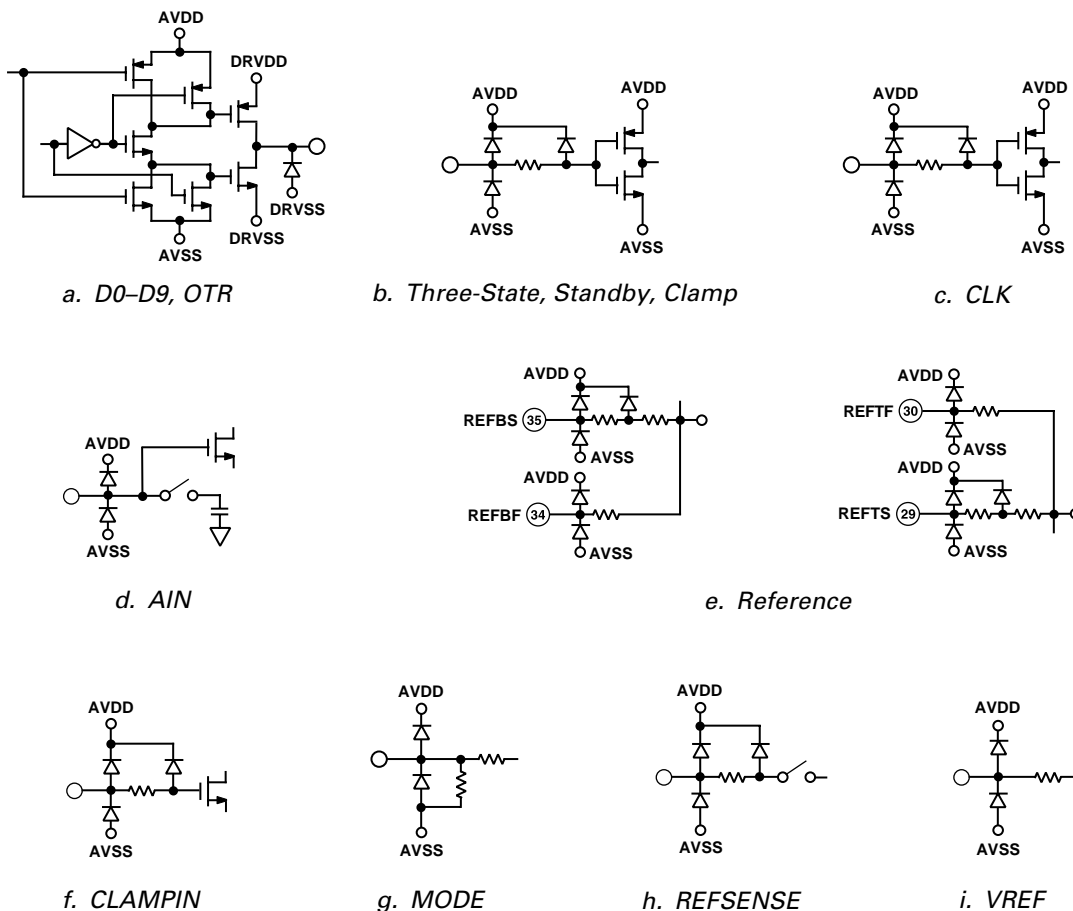 AVDD
DRVDD
DRVSS
DRVSS
AVSS
a. D0–D9, OTR
AVDD
AVDD
AVSS
AVSS
b. Three-State, Standby, Clamp
AVDD
AVDD
AVSS
AVSS
c. CLK
AVDD
AVSS
d. AIN
AVDD
REFBS 35
AVSS
AVDD
REFBF 34
AVSS
AVDD
REFTF 30
AVSS
AVDD
REFTS 29
AVSS
e. Reference
AVDD
AVSS
f. CLAMPIN
AVDD
AVSS
g. MODE
AVDD
AVSS
h. REFSENSE
AVDD
AVSS
i. VREF